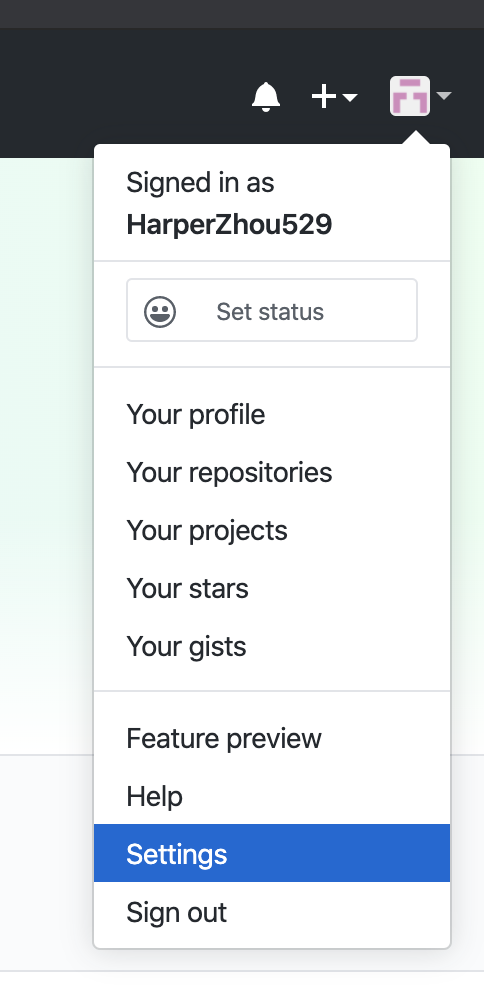 Signed in as
HarperZhou529
Set status
Your profile
Your repositories
Your projects
Your stars
Your gists
Feature preview
Help
Settings
Sign out